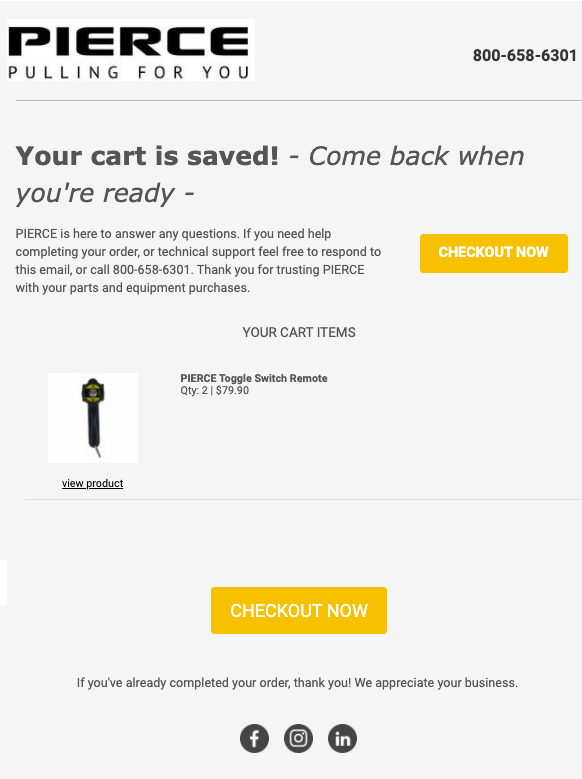 PIERCE
PULLING FOR YOU
800-658-6301
Your cart is saved! - Come back when
you're ready -
PIERCE is here to answer any questions. If you need help
completing your order, or technical support feel free to respond to
this email, or call 800-658-6301. Thank you for trusting PIERCE
with your parts and equipment purchases.
CHECKOUT NOW
YOUR CART ITEMS
PIERCE Toggle Switch Remote
Qty: 2 | $79.90
view product
CHECKOUT NOW
If you've already completed your order, thank you! We appreciate your business.